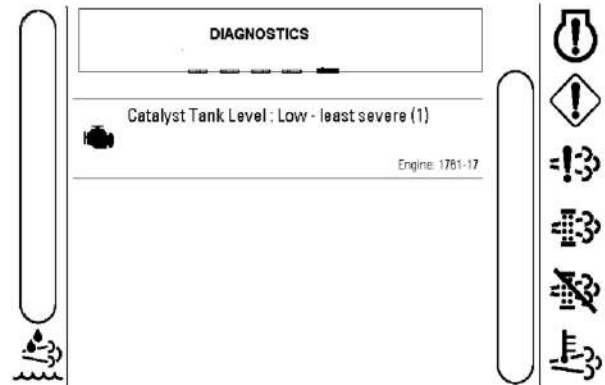 DIAGNOSTICS
Catalyst Tank Level : Low - least severe (1)
Engine: 1761-17